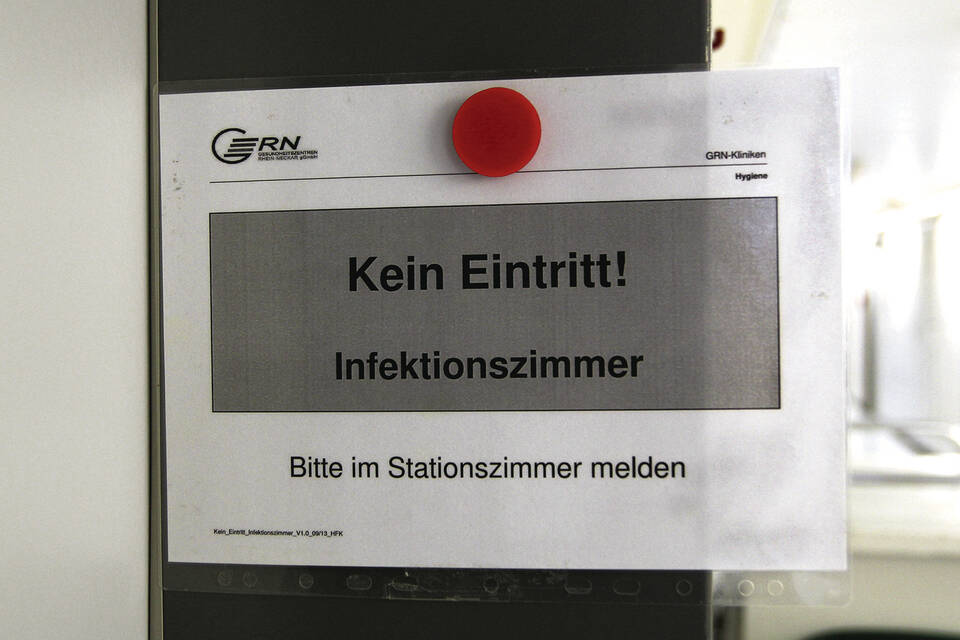 GRN
GESUNDHEITSZENTREN
RHEIN-NECKAR gGmbH
GRN-Kliniken
Hygiene
Kein Eintritt!
Infektionszimmer
Bitte im Stationszimmer melden
Kein_Eintritt_Infektionszimmer_V1.0_09/13_HFK